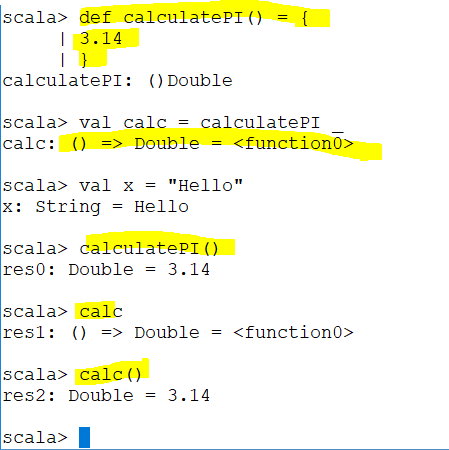 scala> def calculatePI() = {
| 3.14
| }
calculatePI: ()Double
scala> val calc = calculatePI _
calc: () => Double = <function0>
scala> val x = "Hello"
x: String = Hello
scala> calculatePI()
res0: Double = 3.14
scala> calc
res1: () => Double = <function0>
scala> calc()
res2: Double = 3.14
scala>